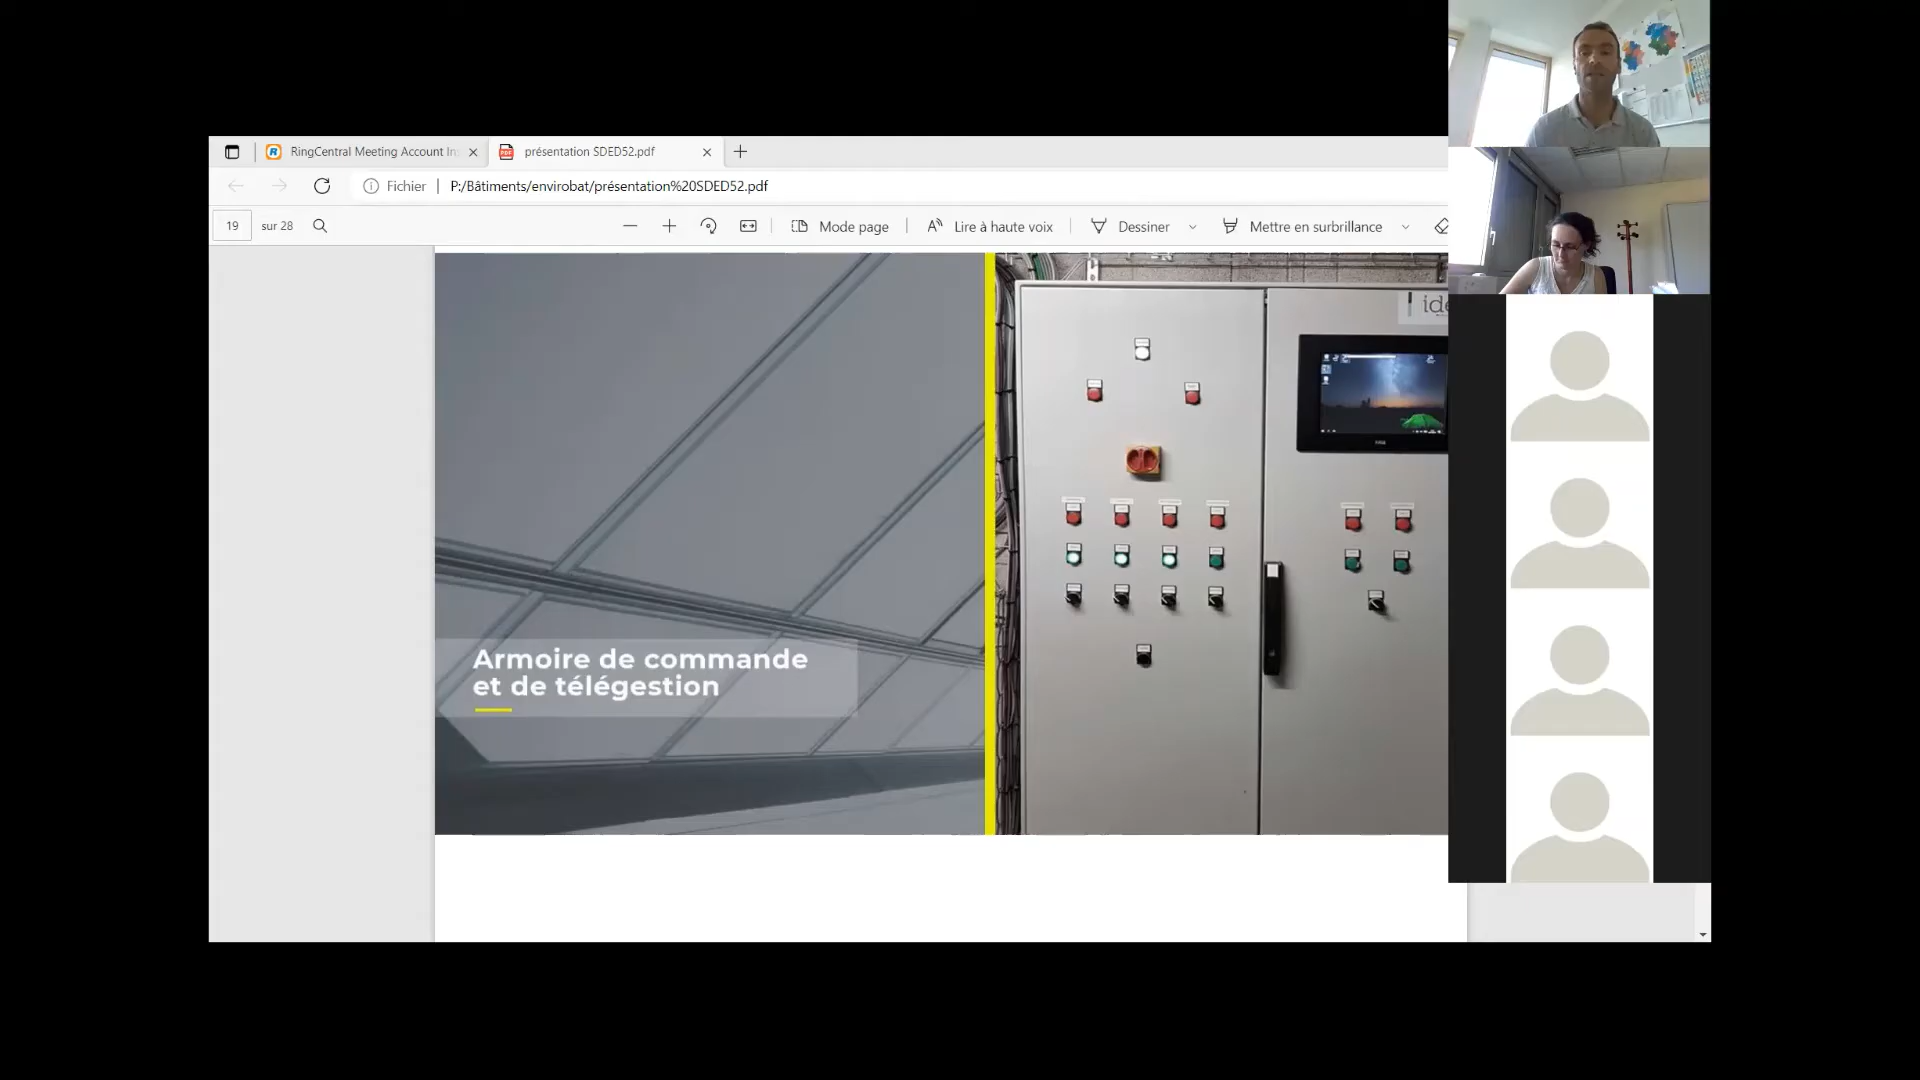 RingCentral Meeting Account In
présentation SDED52.pdf
Fichier
P:/Bâtiments/envirobat/présentation%20SDED52.pdf
19
sur 28
Mode page
Lire à haute voix
Dessiner
Mettre en surbrillance
ide
Armoire de commande
et de télégestion